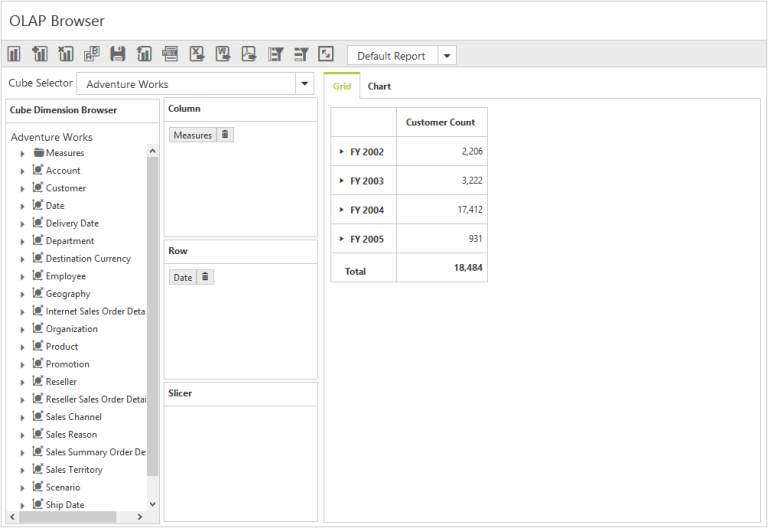 OLAP Browser
Default Report
Cube Selector
Adventure Works
Cube Dimension Browser
Adventure Works
Measures
Account
Customer
Date
Delivery Date
Department
Destination Currency
Employee
Geography
Internet Sales Order Deta
Organization
Product
Promotion
Reseller
Reseller Sales Order Detai
Sales Channel
Sales Reason
Sales Summary Order De
Sales Territory
Scenario
Ship Date
Column
Measures
Row
Date
Slicer
Grid Chart
Customer Count
FY 2002 2,206
FY 2003 3,222
FY 2004 17,412
FY 2005 931
Total 18,484